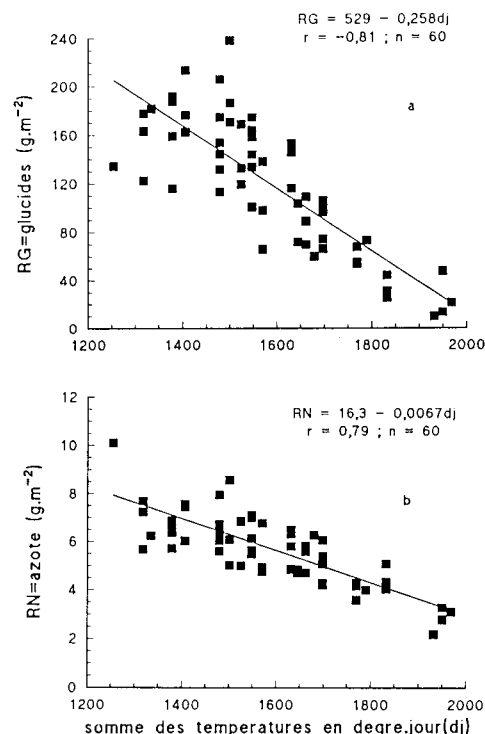 RG = 529 – 0,258dj
r = –0,81 ; n = 60
a
RG=glucides (g.m-2)
240
200
160
120
80
40
0
1200 1400 1600 1800 2000
RN = 16,3 – 0,0067dj
r = 0,79 ; n = 60
b
RN=azote (g.m-2)
12
10
8
6
4
2
0
1200 1400 1600 1800 2000
somme des temperatures en degre.jour(dj)